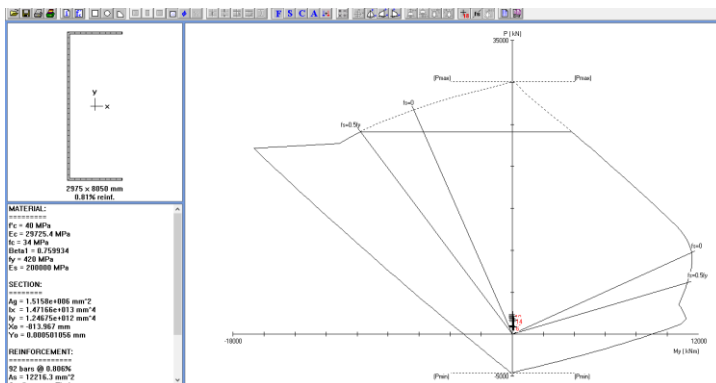 F S C A
y
x
2975 x 8050 mm
0.81% reinf.
MATERIAL:
=========
f'c = 40 MPa
Ec = 29725.4 MPa
fc = 34 MPa
Beta1 = 0.759934
fy = 420 MPa
Es = 200000 MPa
SECTION:
========
Ag = 1.5158e+006 mm^2
Ix = 1.47166e+013 mm^4
Iy = 1.24675e+012 mm^4
Xo = -813.967 mm
Yo = 0.000501056 mm
REINFORCEMENT:
==============
92 bars @ 0.806%
As = 12216.3 mm^2
P ( kN)
35000
(Pmax)
(Pmax)
fs=0
fs=0.5fy
fs=0
fs=0.5fy
-18000
12000
My ( kNm)
(Pmin)
-5000
(Pmin)